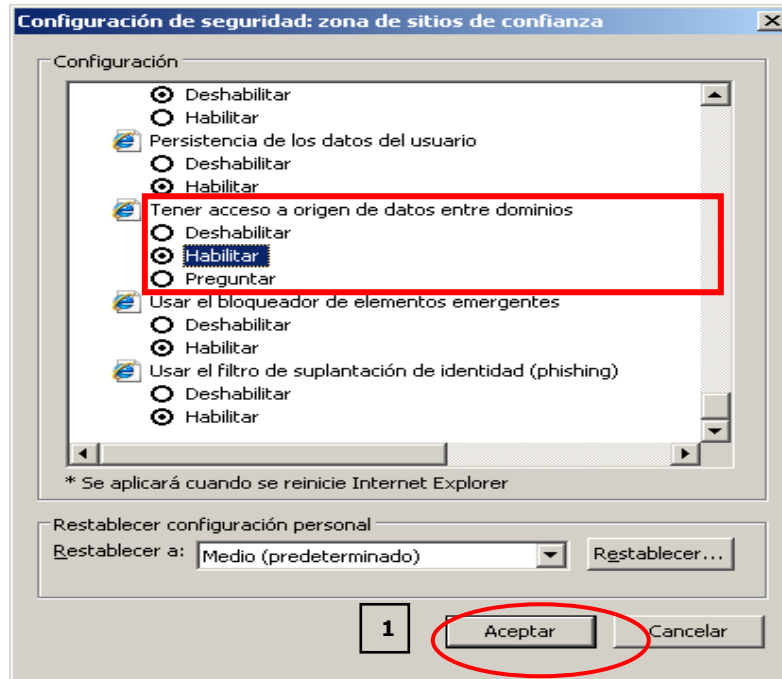 Configuración de seguridad: zona de sitios de confianza
Configuración
Deshabilitar
Habilitar
Persistencia de los datos del usuario
Deshabilitar
Habilitar
Tener acceso a origen de datos entre dominios
Deshabilitar
Habilitar
Preguntar
Usar el bloqueador de elementos emergentes
Deshabilitar
Habilitar
Usar el filtro de suplantación de identidad (phishing)
Deshabilitar
Habilitar
* Se aplicará cuando se reinicie Internet Explorer
Restablecer configuración personal
Restablecer a: Medio (predeterminado) Restablecer...
1 Aceptar Cancelar